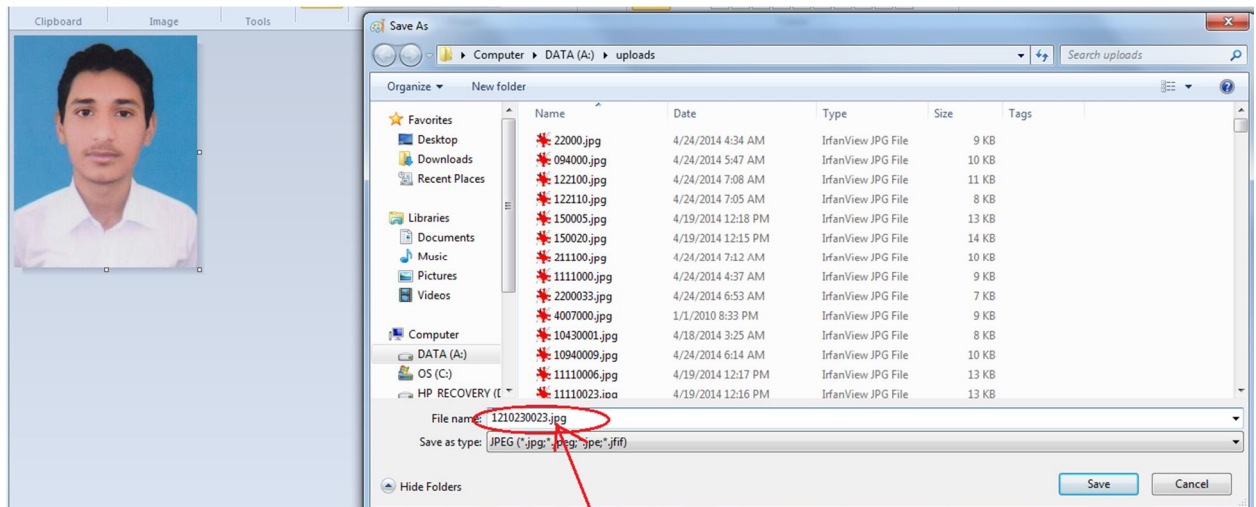 Clipboard Image Tools
Save As
Computer DATA (A:) uploads Search uploads
Organize New folder
Favorites
Desktop
Downloads
Recent Places
Libraries
Documents
Music
Pictures
Videos
Computer
DATA (A:)
OS (C:)
HP_RECOVERY (
Name Date Type Size Tags
22000.jpg 4/24/2014 4:34 AM IrfanView JPG File 9 KB
094000.jpg 4/24/2014 5:47 AM IrfanView JPG File 10 KB
122100.jpg 4/24/2014 7:08 AM IrfanView JPG File 11 KB
122110.jpg 4/24/2014 7:05 AM IrfanView JPG File 8 KB
150005.jpg 4/19/2014 12:18 PM IrfanView JPG File 13 KB
150020.jpg 4/19/2014 12:15 PM IrfanView JPG File 14 KB
211100.jpg 4/24/2014 7:12 AM IrfanView JPG File 10 KB
1111000.jpg 4/24/2014 4:37 AM IrfanView JPG File 9 KB
2200033.jpg 4/24/2014 6:53 AM IrfanView JPG File 7 KB
4007000.jpg 1/1/2010 8:33 PM IrfanView JPG File 9 KB
10430001.jpg 4/18/2014 3:25 AM IrfanView JPG File 8 KB
10940009.jpg 4/24/2014 6:14 AM IrfanView JPG File 10 KB
11110006.jpg 4/19/2014 12:17 PM IrfanView JPG File 13 KB
11110023.jpg 4/19/2014 12:16 PM IrfanView JPG File 13 KB
File name: 1210230023.jpg
Save as type: JPEG (*.jpg;*.jpeg;*.jpe;*.jfif)
Hide Folders Save Cancel